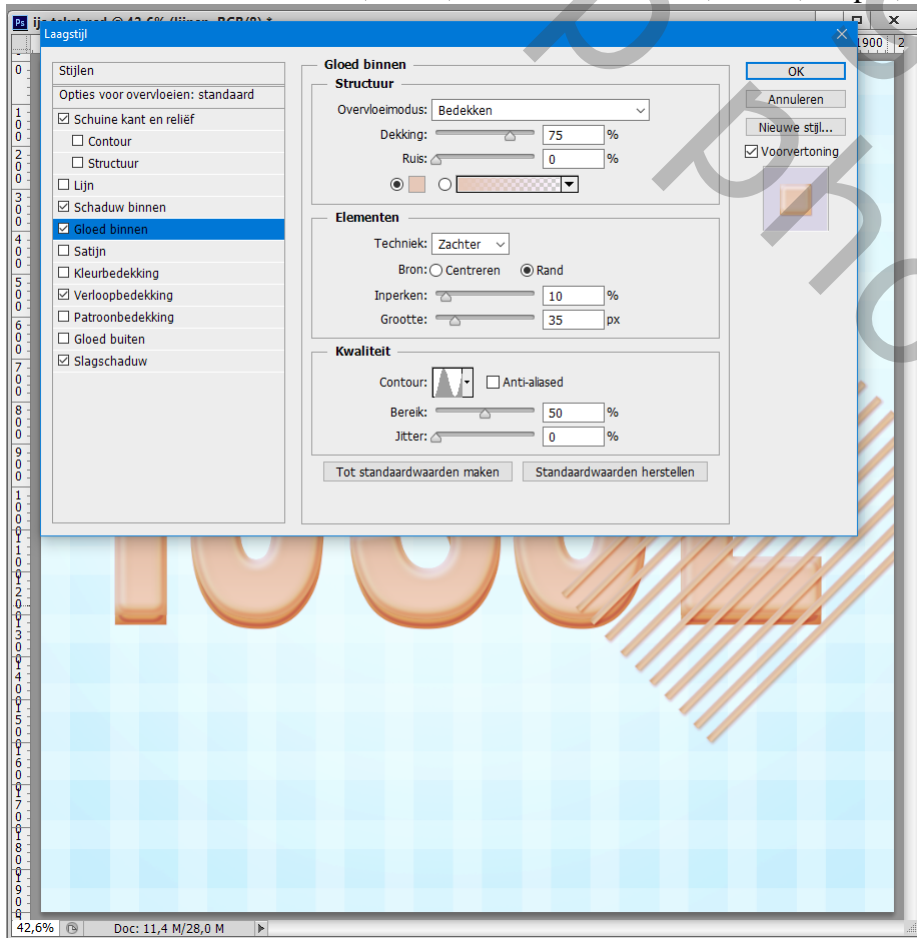 Laagstijl
1900
Stijlen
Opties voor overvloeien: standaard
Schuine kant en reliëf
Contour
Structuur
Lijn
Schaduw binnen
Gloed binnen
Satijn
Kleurbedekking
Verloopbedekking
Patroonbedekking
Gloed buiten
Slagschaduw
Gloed binnen
Structuur
Overvloeimodus: Bedekken
Dekking: 75 %
Ruis: 0 %
Elementen
Techniek: Zachter
Bron: Centreren Rand
Inperken: 10 %
Grootte: 35 px
Kwaliteit
Contour: Anti-aliased
Bereik: 50 %
Jitter: 0 %
Tot standaardwaarden maken Standaardwaarden herstellen
OK
Annuleren
Nieuwe stijl...
Voorvertoning
42,6% Doc: 11,4 M/28,0 M